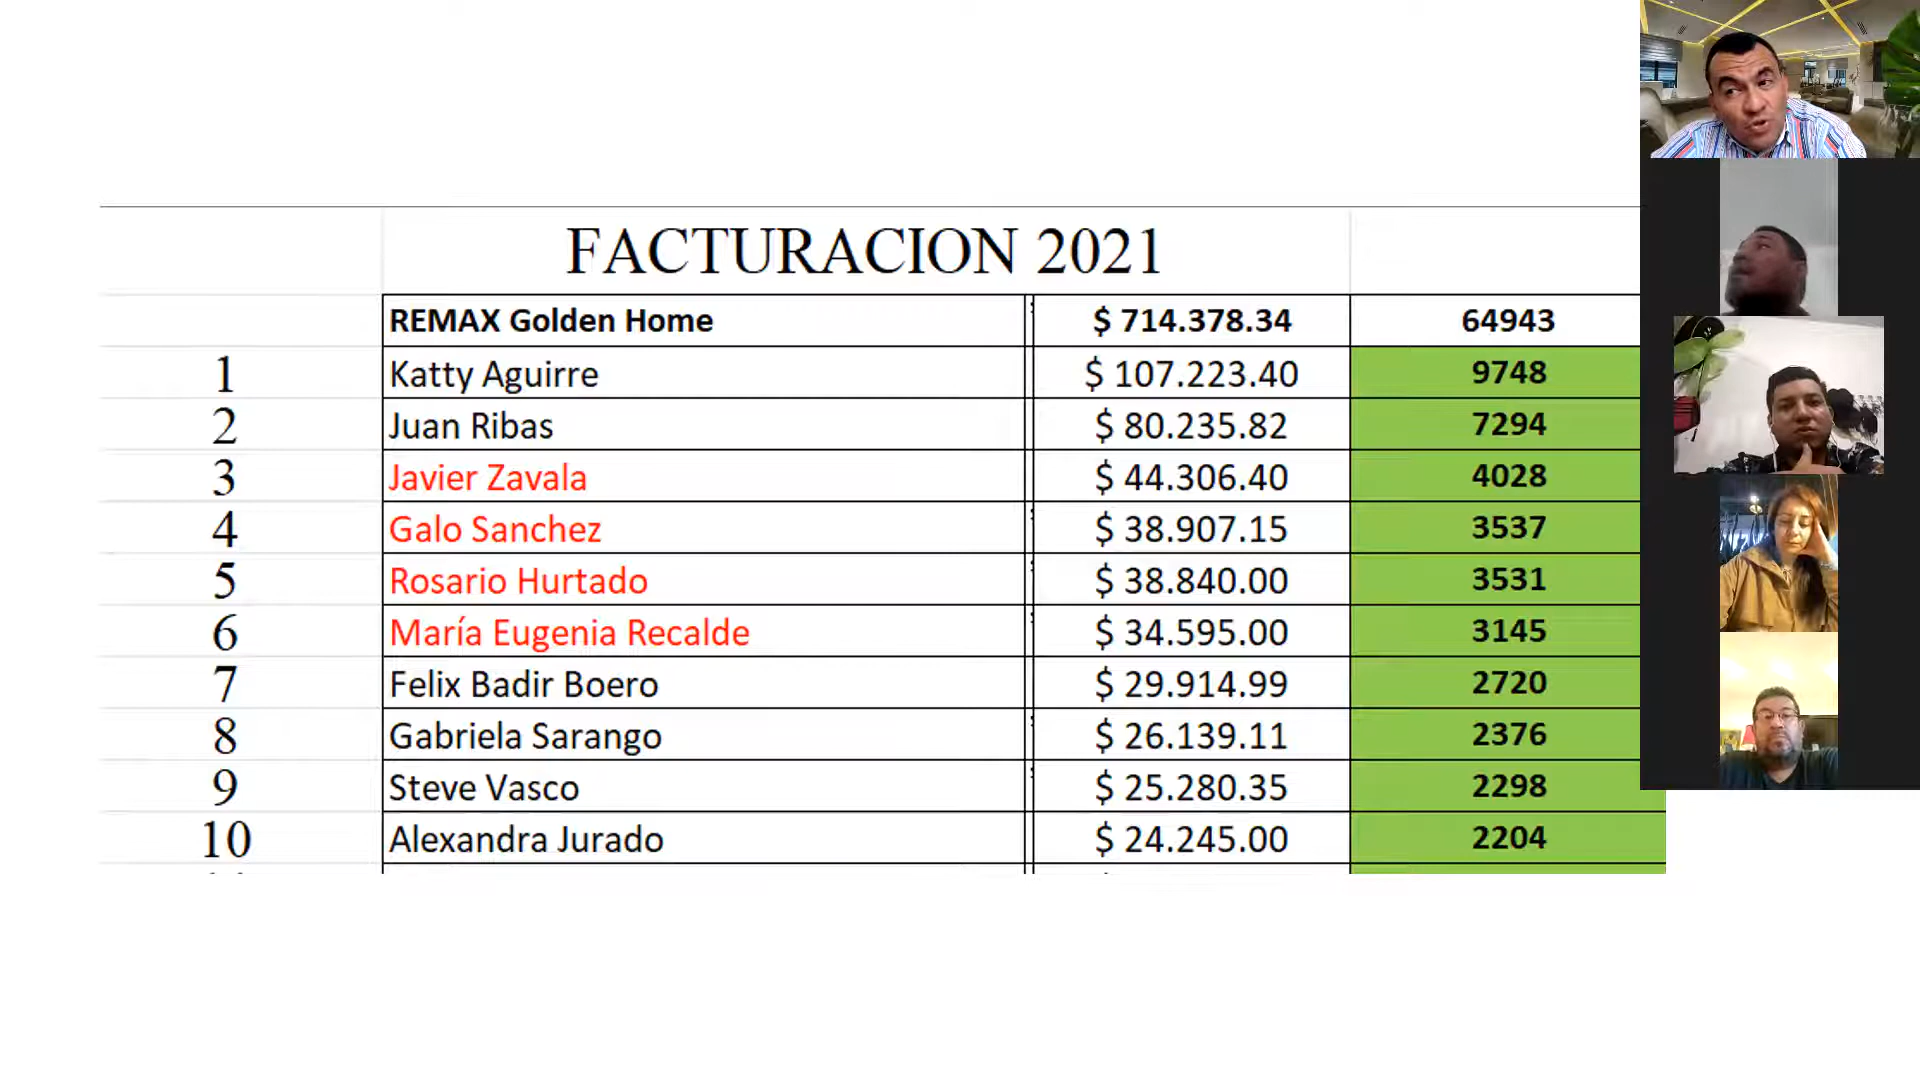 FACTURACION 2021
REMAX Golden Home $ 714.378.34 64943
1 Katty Aguirre $ 107.223.40 9748
2 Juan Ribas $ 80.235.82 7294
3 Javier Zavala $ 44.306.40 4028
4 Galo Sanchez $ 38.907.15 3537
5 Rosario Hurtado $ 38.840.00 3531
6 María Eugenia Recalde $ 34.595.00 3145
7 Felix Badir Boero $ 29.914.99 2720
8 Gabriela Sarango $ 26.139.11 2376
9 Steve Vasco $ 25.280.35 2298
10 Alexandra Jurado $ 24.245.00 2204